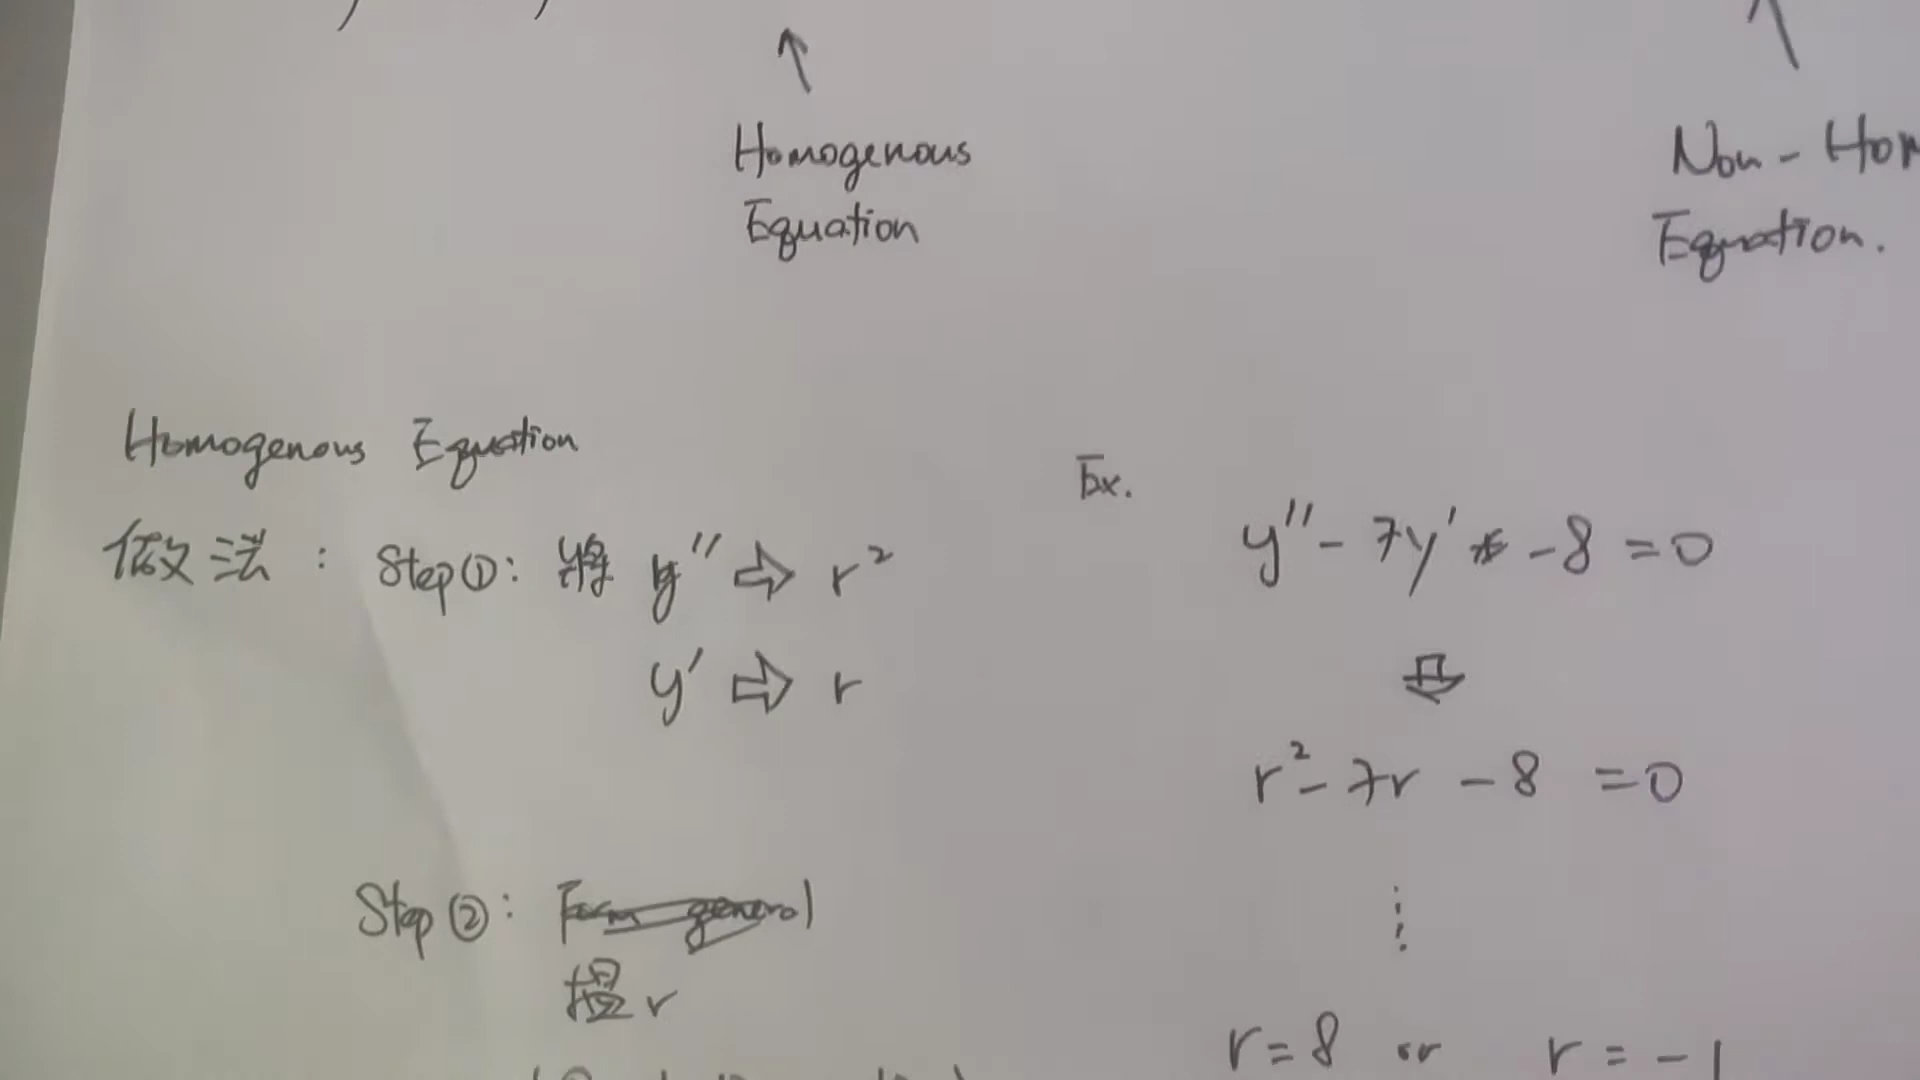 Homogenous
Equation
Non-Hom
Equation.
Homogenous Equation
做法 : Step①: 將 y'' ⇨ r²
y' ⇨ r
Step②:
搵 r
Ex.
y'' - 7y' - 8 = 0
⇩
r² - 7r - 8 = 0
⋮
r = 8 or r = -1